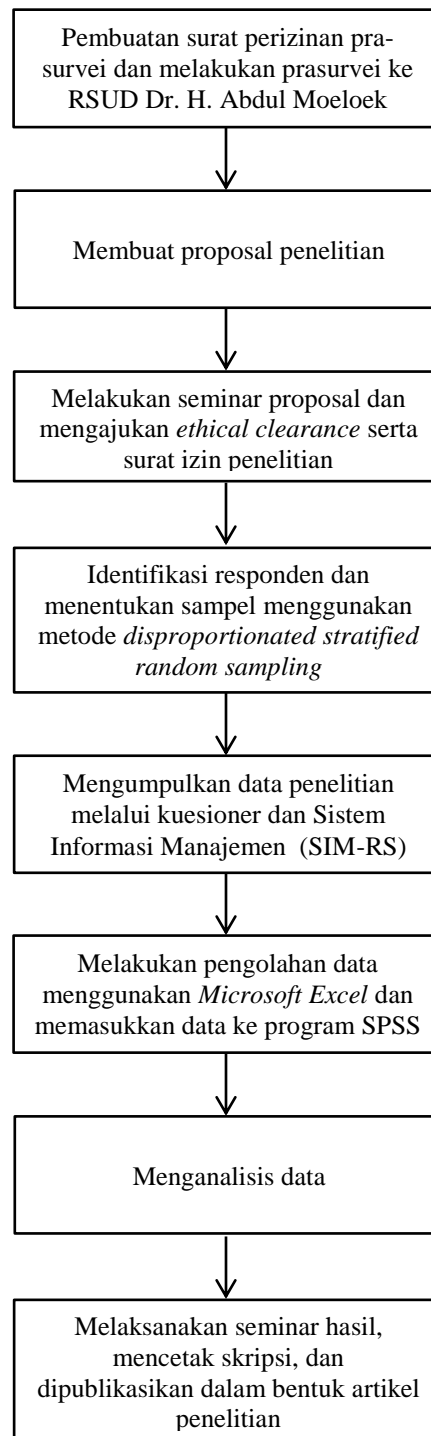 Pembuatan surat perizinan pra-
survei dan melakukan prasurvei ke
RSUD Dr. H. Abdul Moeloek
Membuat proposal penelitian
Melakukan seminar proposal dan
mengajukan ethical clearance serta
surat izin penelitian
Identifikasi responden dan
menentukan sampel menggunakan
metode disproportionated stratified
random sampling
Mengumpulkan data penelitian
melalui kuesioner dan Sistem
Informasi Manajemen (SIM-RS)
Melakukan pengolahan data
menggunakan Microsoft Excel dan
memasukkan data ke program SPSS
Menganalisis data
Melaksanakan seminar hasil,
mencetak skripsi, dan
dipublikasikan dalam bentuk artikel
penelitian